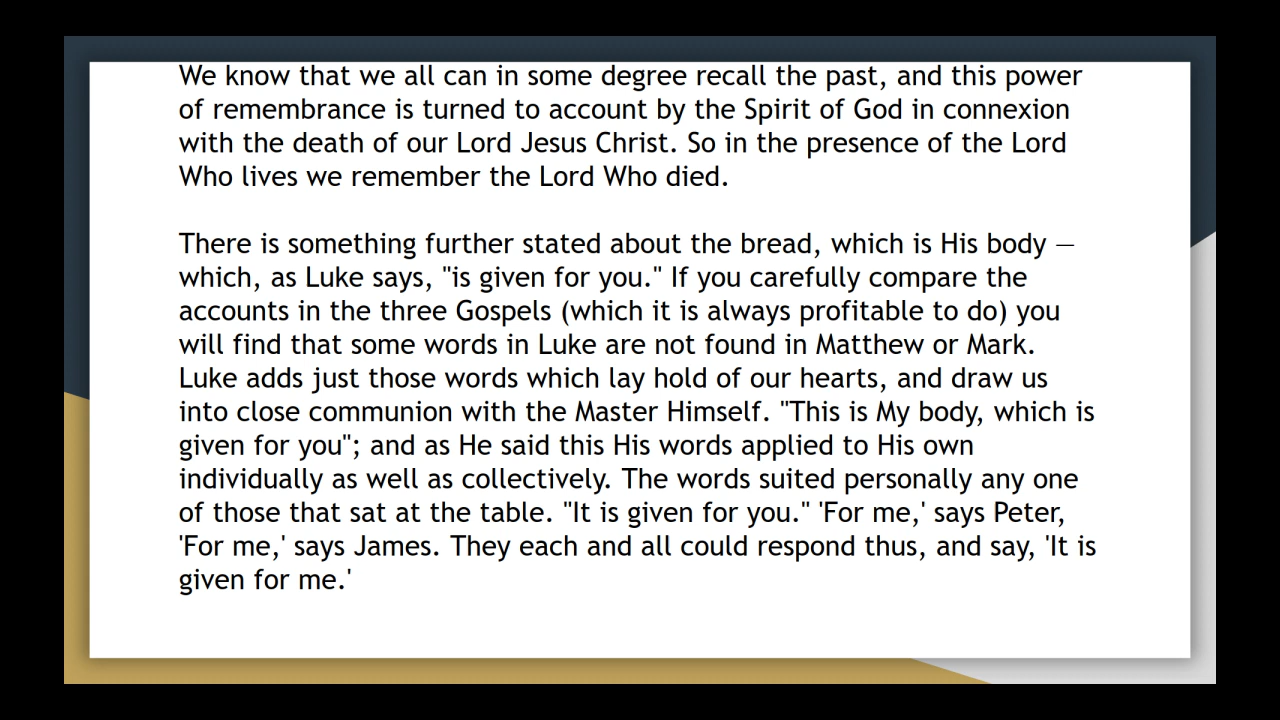 We know that we all can in some degree recall the past, and this power
of remembrance is turned to account by the Spirit of God in connexion
with the death of our Lord Jesus Christ. So in the presence of the Lord
Who lives we remember the Lord Who died.
There is something further stated about the bread, which is His body —
which, as Luke says, "is given for you." If you carefully compare the
accounts in the three Gospels (which it is always profitable to do) you
will find that some words in Luke are not found in Matthew or Mark.
Luke adds just those words which lay hold of our hearts, and draw us
into close communion with the Master Himself. "This is My body, which is
given for you"; and as He said this His words applied to His own
individually as well as collectively. The words suited personally any one
of those that sat at the table. "It is given for you." 'For me,' says Peter,
'For me,' says James. They each and all could respond thus, and say, 'It is
given for me.'